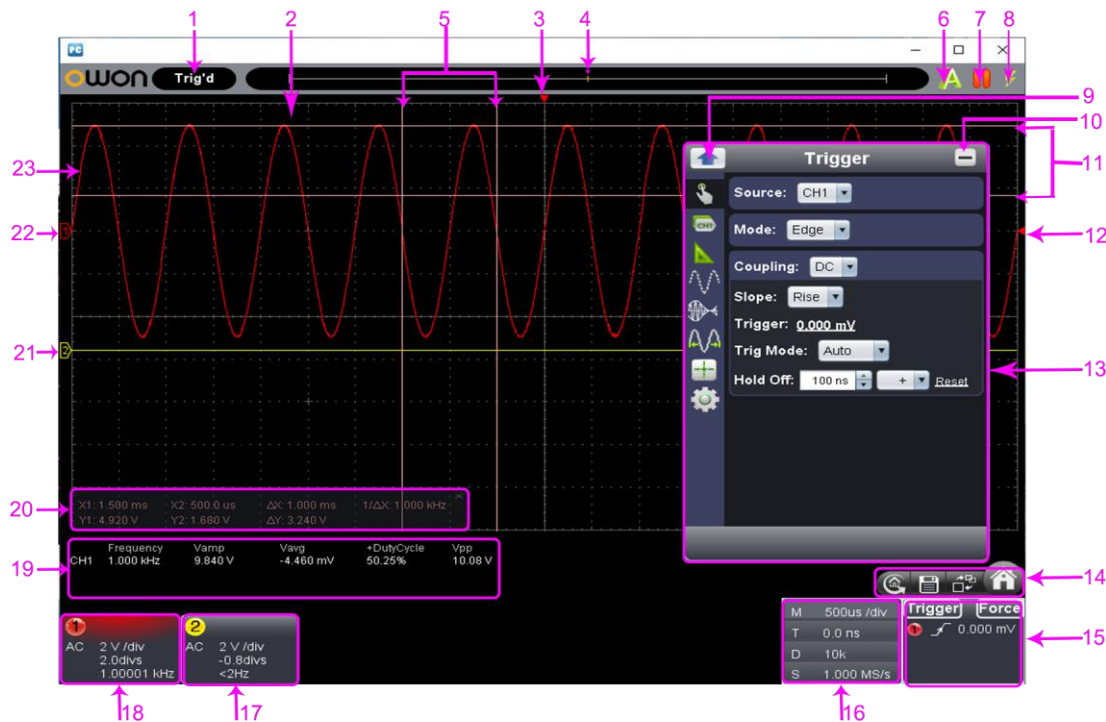 1
2
5
3
4
6
7
8
PC
owon
Trig'd
A
9
10
11
12
13
14
15
16
17
18
19
20
21
22
23
Trigger
Source: CH1
CH1
Mode: Edge
Coupling: DC
Slope: Rise
Trigger: 0.000 mV
Trig Mode: Auto
Hold Off: 100 ns + Reset
1
2
X1: 1.500 ms X2: 500.0 us ΔX: 1.000 ms 1/ΔX: 1.000 kHz
Y1: 4.920 V Y2: 1.680 V ΔY: 3.240 V
Frequency Vamp Vavg +DutyCycle Vpp
CH1 1.000 kHz 9.840 V -4.460 mV 50.25% 10.08 V
1
AC 2 V /div
2.0divs
1.00001 kHz
2
AC 2 V /div
-0.8divs
<2Hz
M 500us /div
T 0.0 ns
D 10k
S 1.000 MS/s
Trigger Force
1 0.000 mV